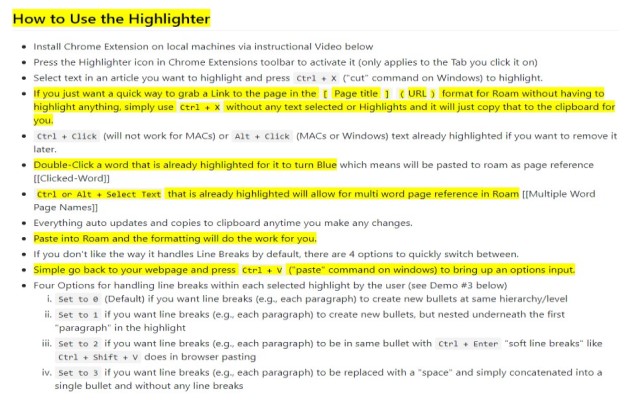 How to Use the Highlighter
• Install Chrome Extension on local machines via instructional Video below
• Press the Highlighter icon in Chrome Extensions toolbar to activate it (only applies to the Tab you click it on)
• Select text in an article you want to highlight and press Ctrl + X ("cut" command on Windows) to highlight.
• If you just want a quick way to grab a Link to the page in the [ Page title ] ( URL ) format for Roam without having to
highlight anything, simply use Ctrl + X without any text selected or Highlights and it will just copy that to the clipboard for
you.
• Ctrl + Click (will not work for MACs) or Alt + Click (MACs or Windows) text already highlighted if you want to remove it
later.
• Double-Click a word that is already highlighted for it to turn Blue which means will be pasted to roam as page reference
[[Clicked-Word]]
• Ctrl or Alt + Select Text that is already highlighted will allow for multi word page reference in Roam [[Multiple Word
Page Names]]
• Everything auto updates and copies to clipboard anytime you make any changes.
• Paste into Roam and the formatting will do the work for you.
• If you don't like the way it handles Line Breaks by default, there are 4 options to quickly switch between.
• Simple go back to your webpage and press Ctrl + V ("paste" command on windows) to bring up an options input.
• Four Options for handling line breaks within each selected highlight by the user (see Demo #3 below)
i. Set to 0 (Default) if you want line breaks (e.g., each paragraph) to create new bullets at same hierarchy/level
ii. Set to 1 if you want line breaks (e.g., each paragraph) to create new bullets, but nested underneath the first
"paragraph" in the highlight
iii. Set to 2 if you want line breaks (e.g., each paragraph) to be in same bullet with Ctrl + Enter "soft line breaks" like
Ctrl + Shift + V does in browser pasting
iv. Set to 3 if you want line breaks (e.g., each paragraph) to be replaced with a "space" and simply concatenated into a
single bullet and without any line breaks